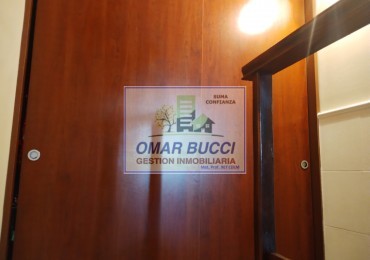 SUMA
CONFIANZA
OMAR BUCCI
GESTION INMOBILIARIA